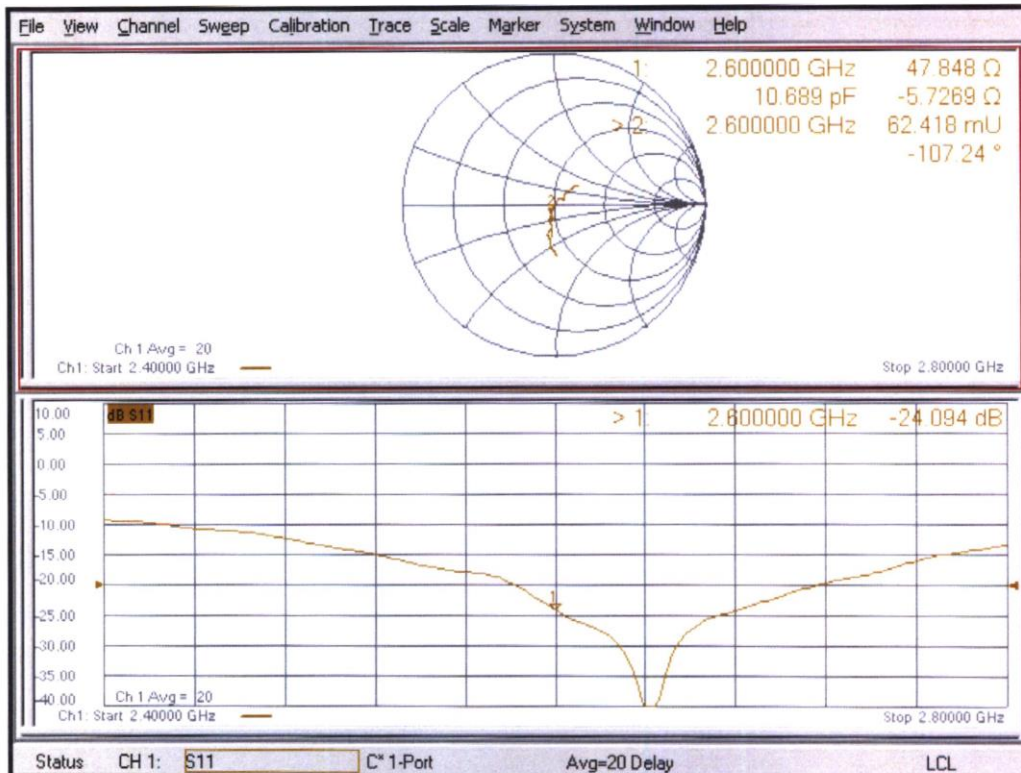 File View Channel Sweep Calibration Trace Scale Marker System Window Help
1: 2.600000 GHz 47.848 Ω
10.689 pF -5.7269 Ω
> 2: 2.600000 GHz 62.418 mU
-107.24 °
Ch 1 Avg = 20
Ch1: Start 2.40000 GHz Stop 2.80000 GHz
10.00 dB S11 > 1: 2.600000 GHz -24.094 dB
5.00
0.00
-5.00
-10.00
-15.00
-20.00
-25.00
-30.00
-35.00
-40.00
1
Ch 1 Avg = 20
Ch1: Start 2.40000 GHz Stop 2.80000 GHz
Status CH 1: S11 C* 1-Port Avg=20 Delay LCL